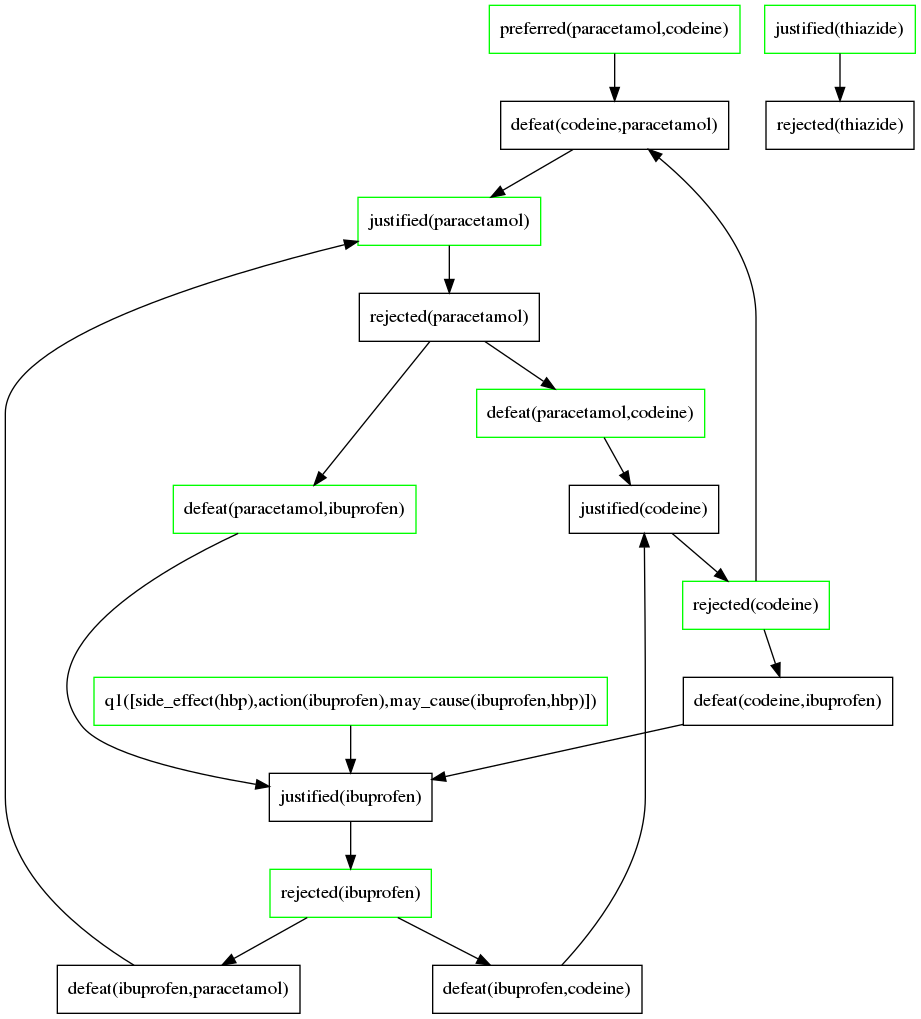 preferred(paracetamol,codeine)
justified(thiazide)
defeat(codeine,paracetamol)
rejected(thiazide)
justified(paracetamol)
rejected(paracetamol)
defeat(paracetamol,codeine)
defeat(paracetamol,ibuprofen)
justified(codeine)
rejected(codeine)
q1([side_effect(hbp),action(ibuprofen),may_cause(ibuprofen,hbp)])
defeat(codeine,ibuprofen)
justified(ibuprofen)
rejected(ibuprofen)
defeat(ibuprofen,paracetamol)
defeat(ibuprofen,codeine)